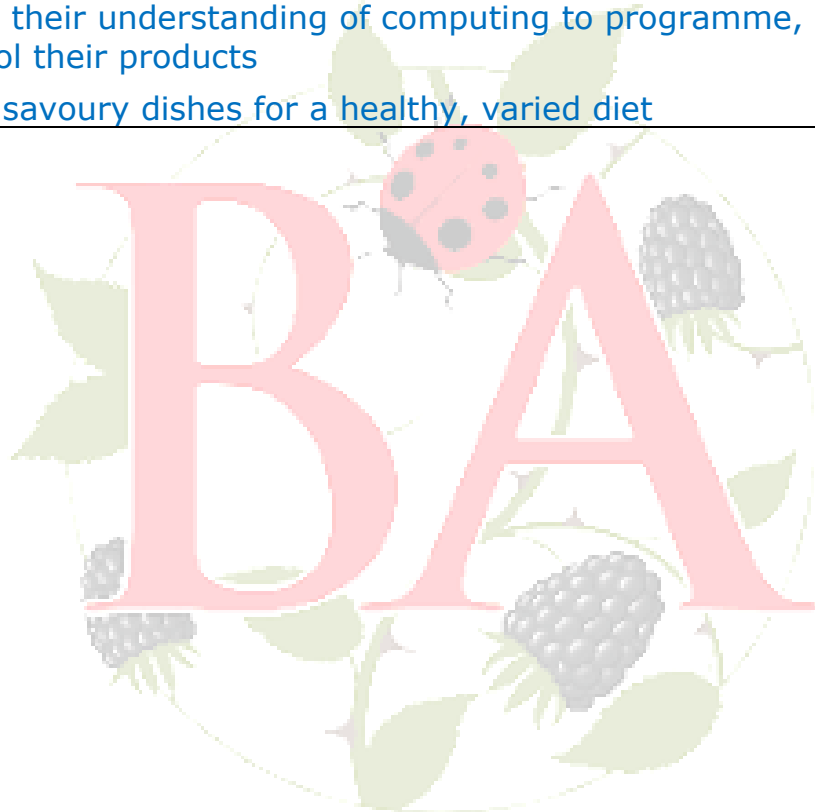 their understanding of computing to programme,
ol their products
savoury dishes for a healthy, varied diet
BA